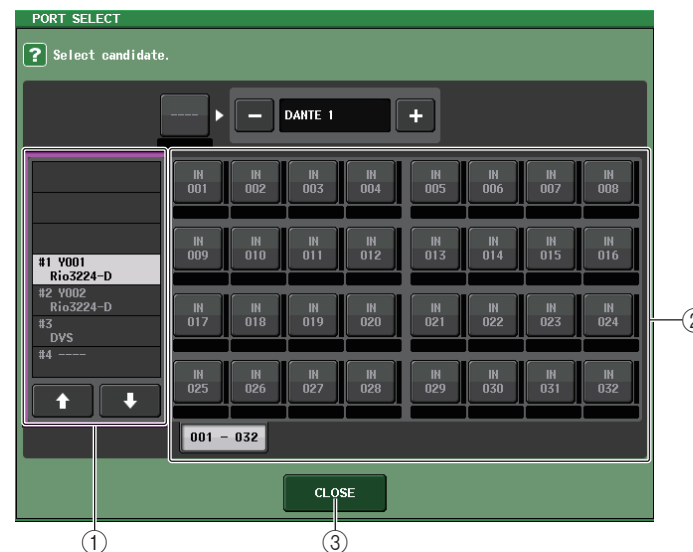 PORT SELECT
? Select candidate.
---- − DANTE 1 +
IN 001 IN 002 IN 003 IN 004 IN 005 IN 006 IN 007 IN 008
IN 009 IN 010 IN 011 IN 012 IN 013 IN 014 IN 015 IN 016
#1 Y001
Rio3224-D
#2 Y002
Rio3224-D
#3
DVS
#4 ----
IN 017 IN 018 IN 019 IN 020 IN 021 IN 022 IN 023 IN 024
IN 025 IN 026 IN 027 IN 028 IN 029 IN 030 IN 031 IN 032
001 - 032
CLOSE
②
① ③